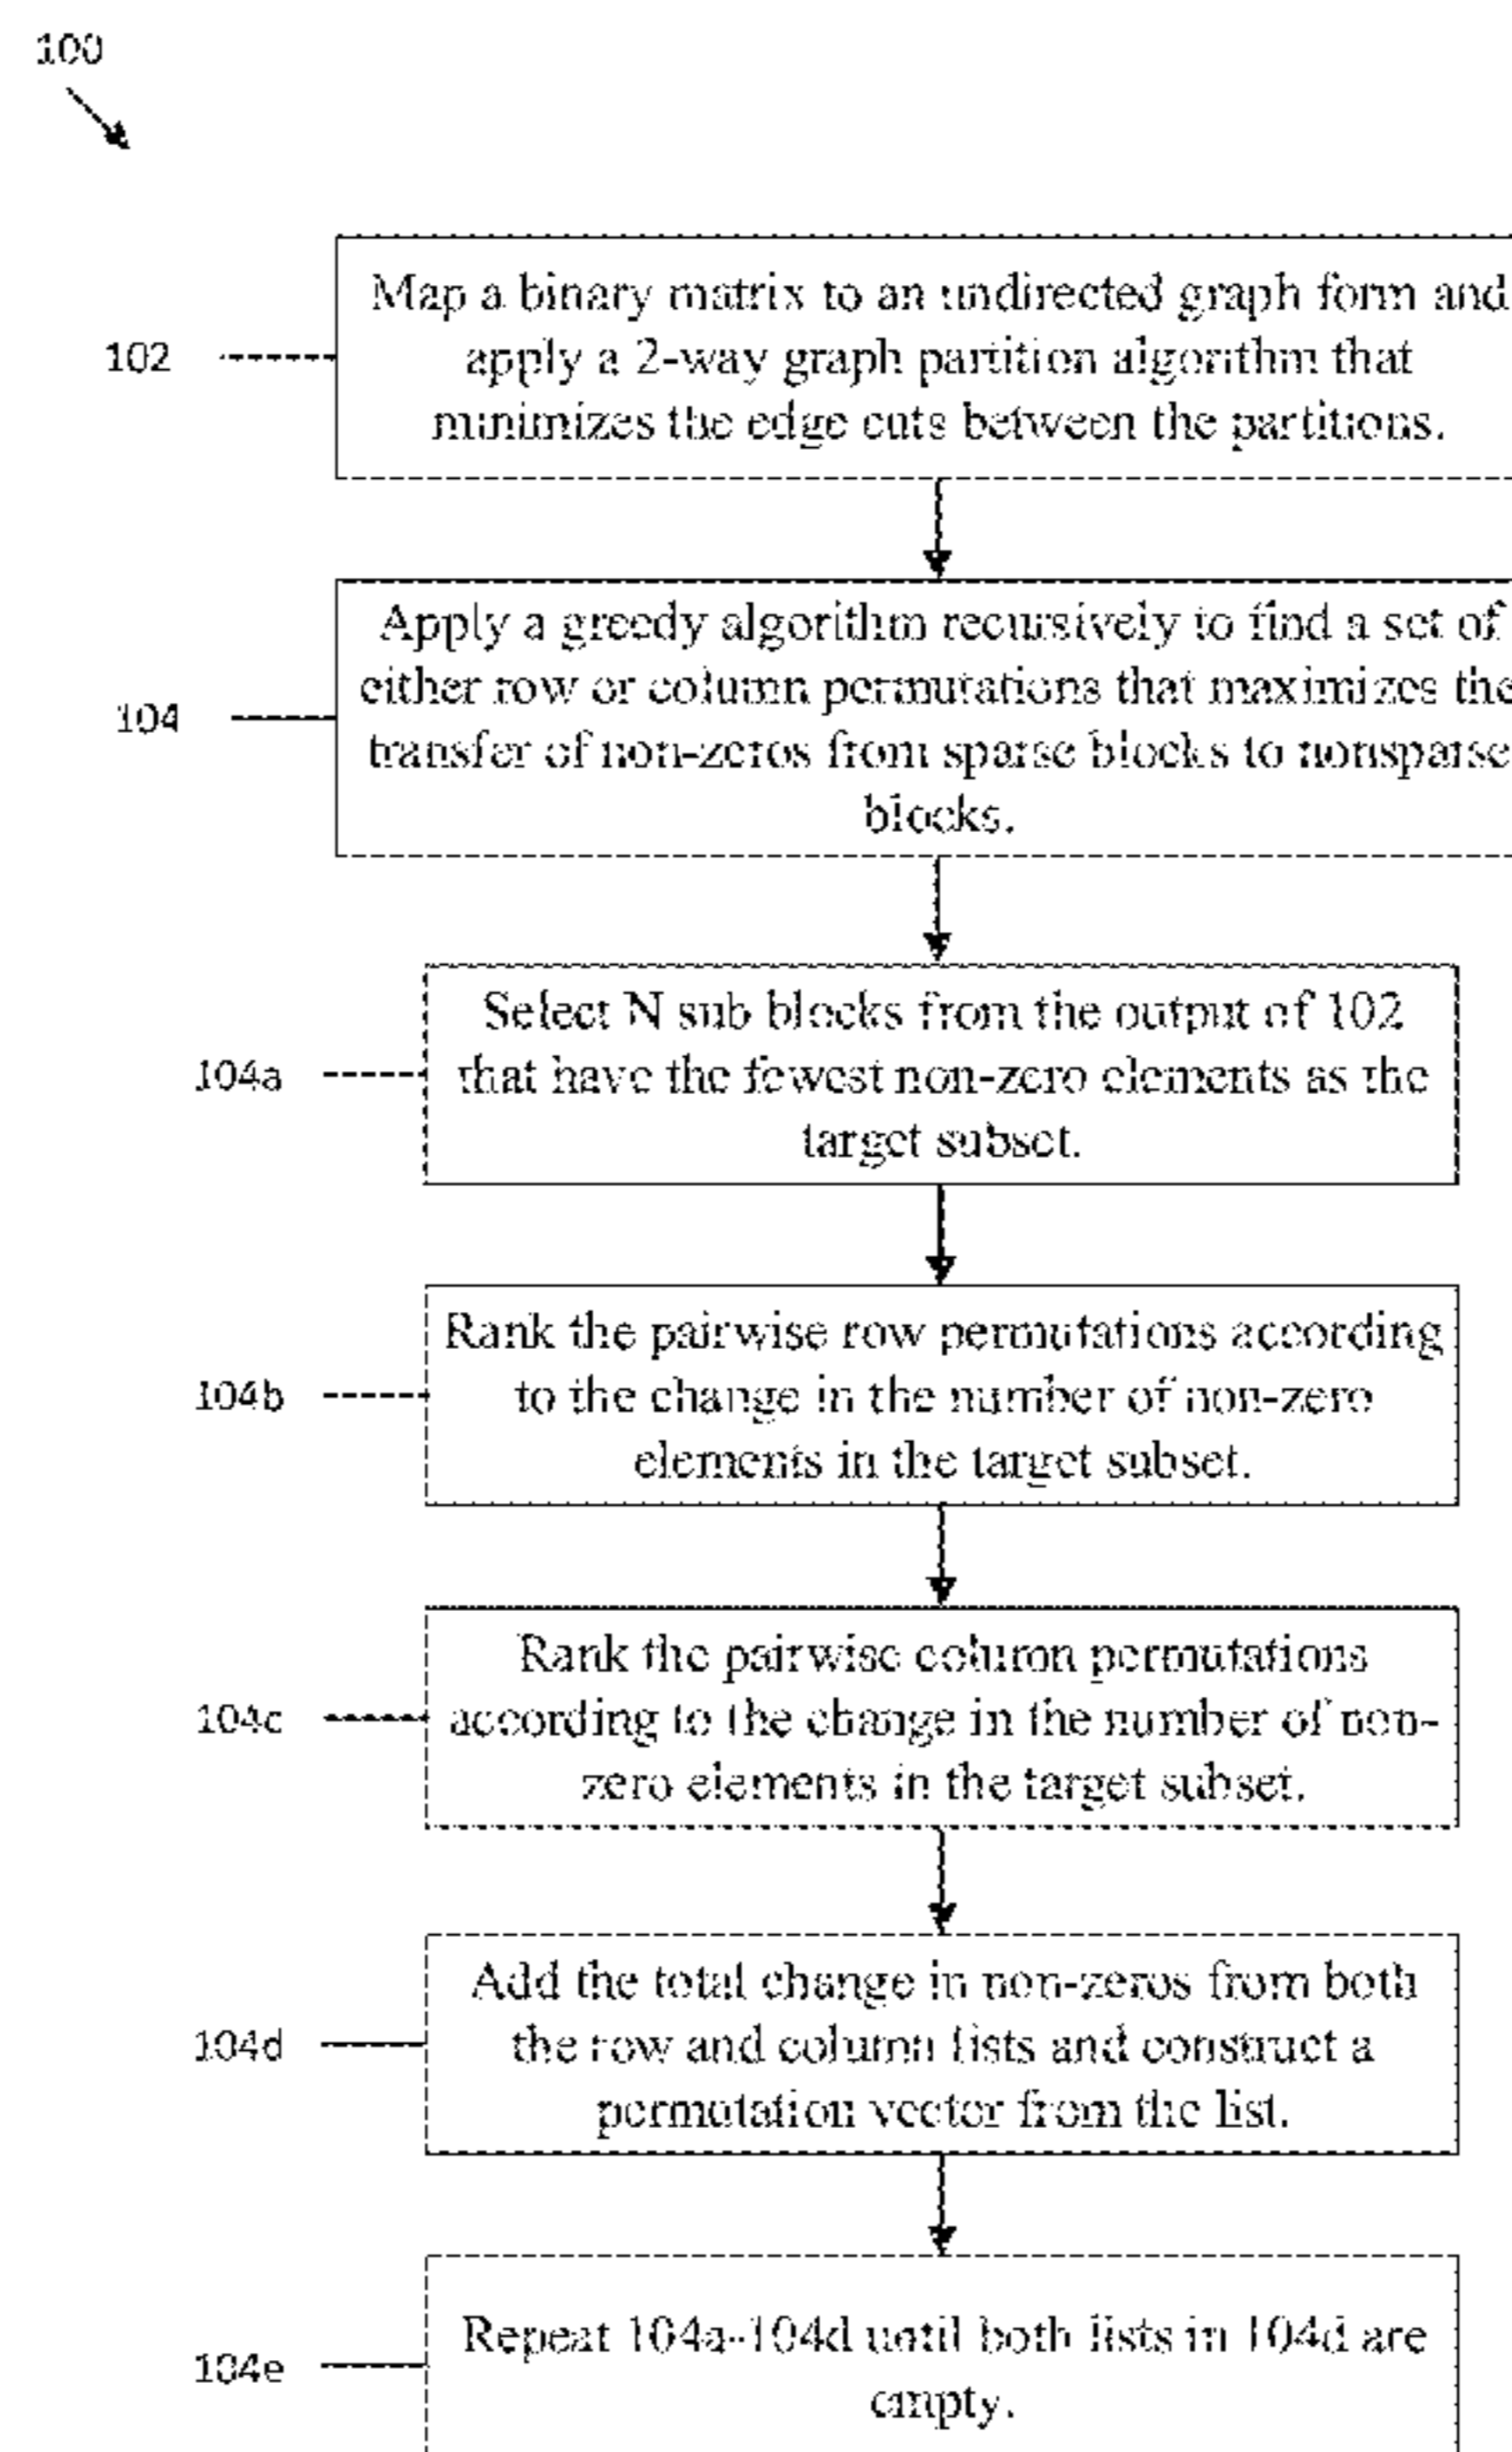 100
102
Map a binary matrix to an undirected graph form and
apply a 2-way graph partition algorithm that
minimizes the edge cuts between the partitions.
104
Apply a greedy algorithm recursively to find a set of
either row or column permutations that maximizes the
transfer of non-zeros from sparse blocks to nonsparse
blocks.
104a
Select N sub blocks from the output of 102
that have the fewest non-zero elements as the
target subset.
104b
Rank the pairwise row permutations according
to the change in the number of non-zero
elements in the target subset.
104c
Rank the pairwise column permutations
according to the change in the number of non-
zero elements in the target subset.
104d
Add the total change in non-zeros from both
the row and column lists and construct a
permutation vector from the list.
104e
Repeat 104a-104d until both lists in 104d are
empty.